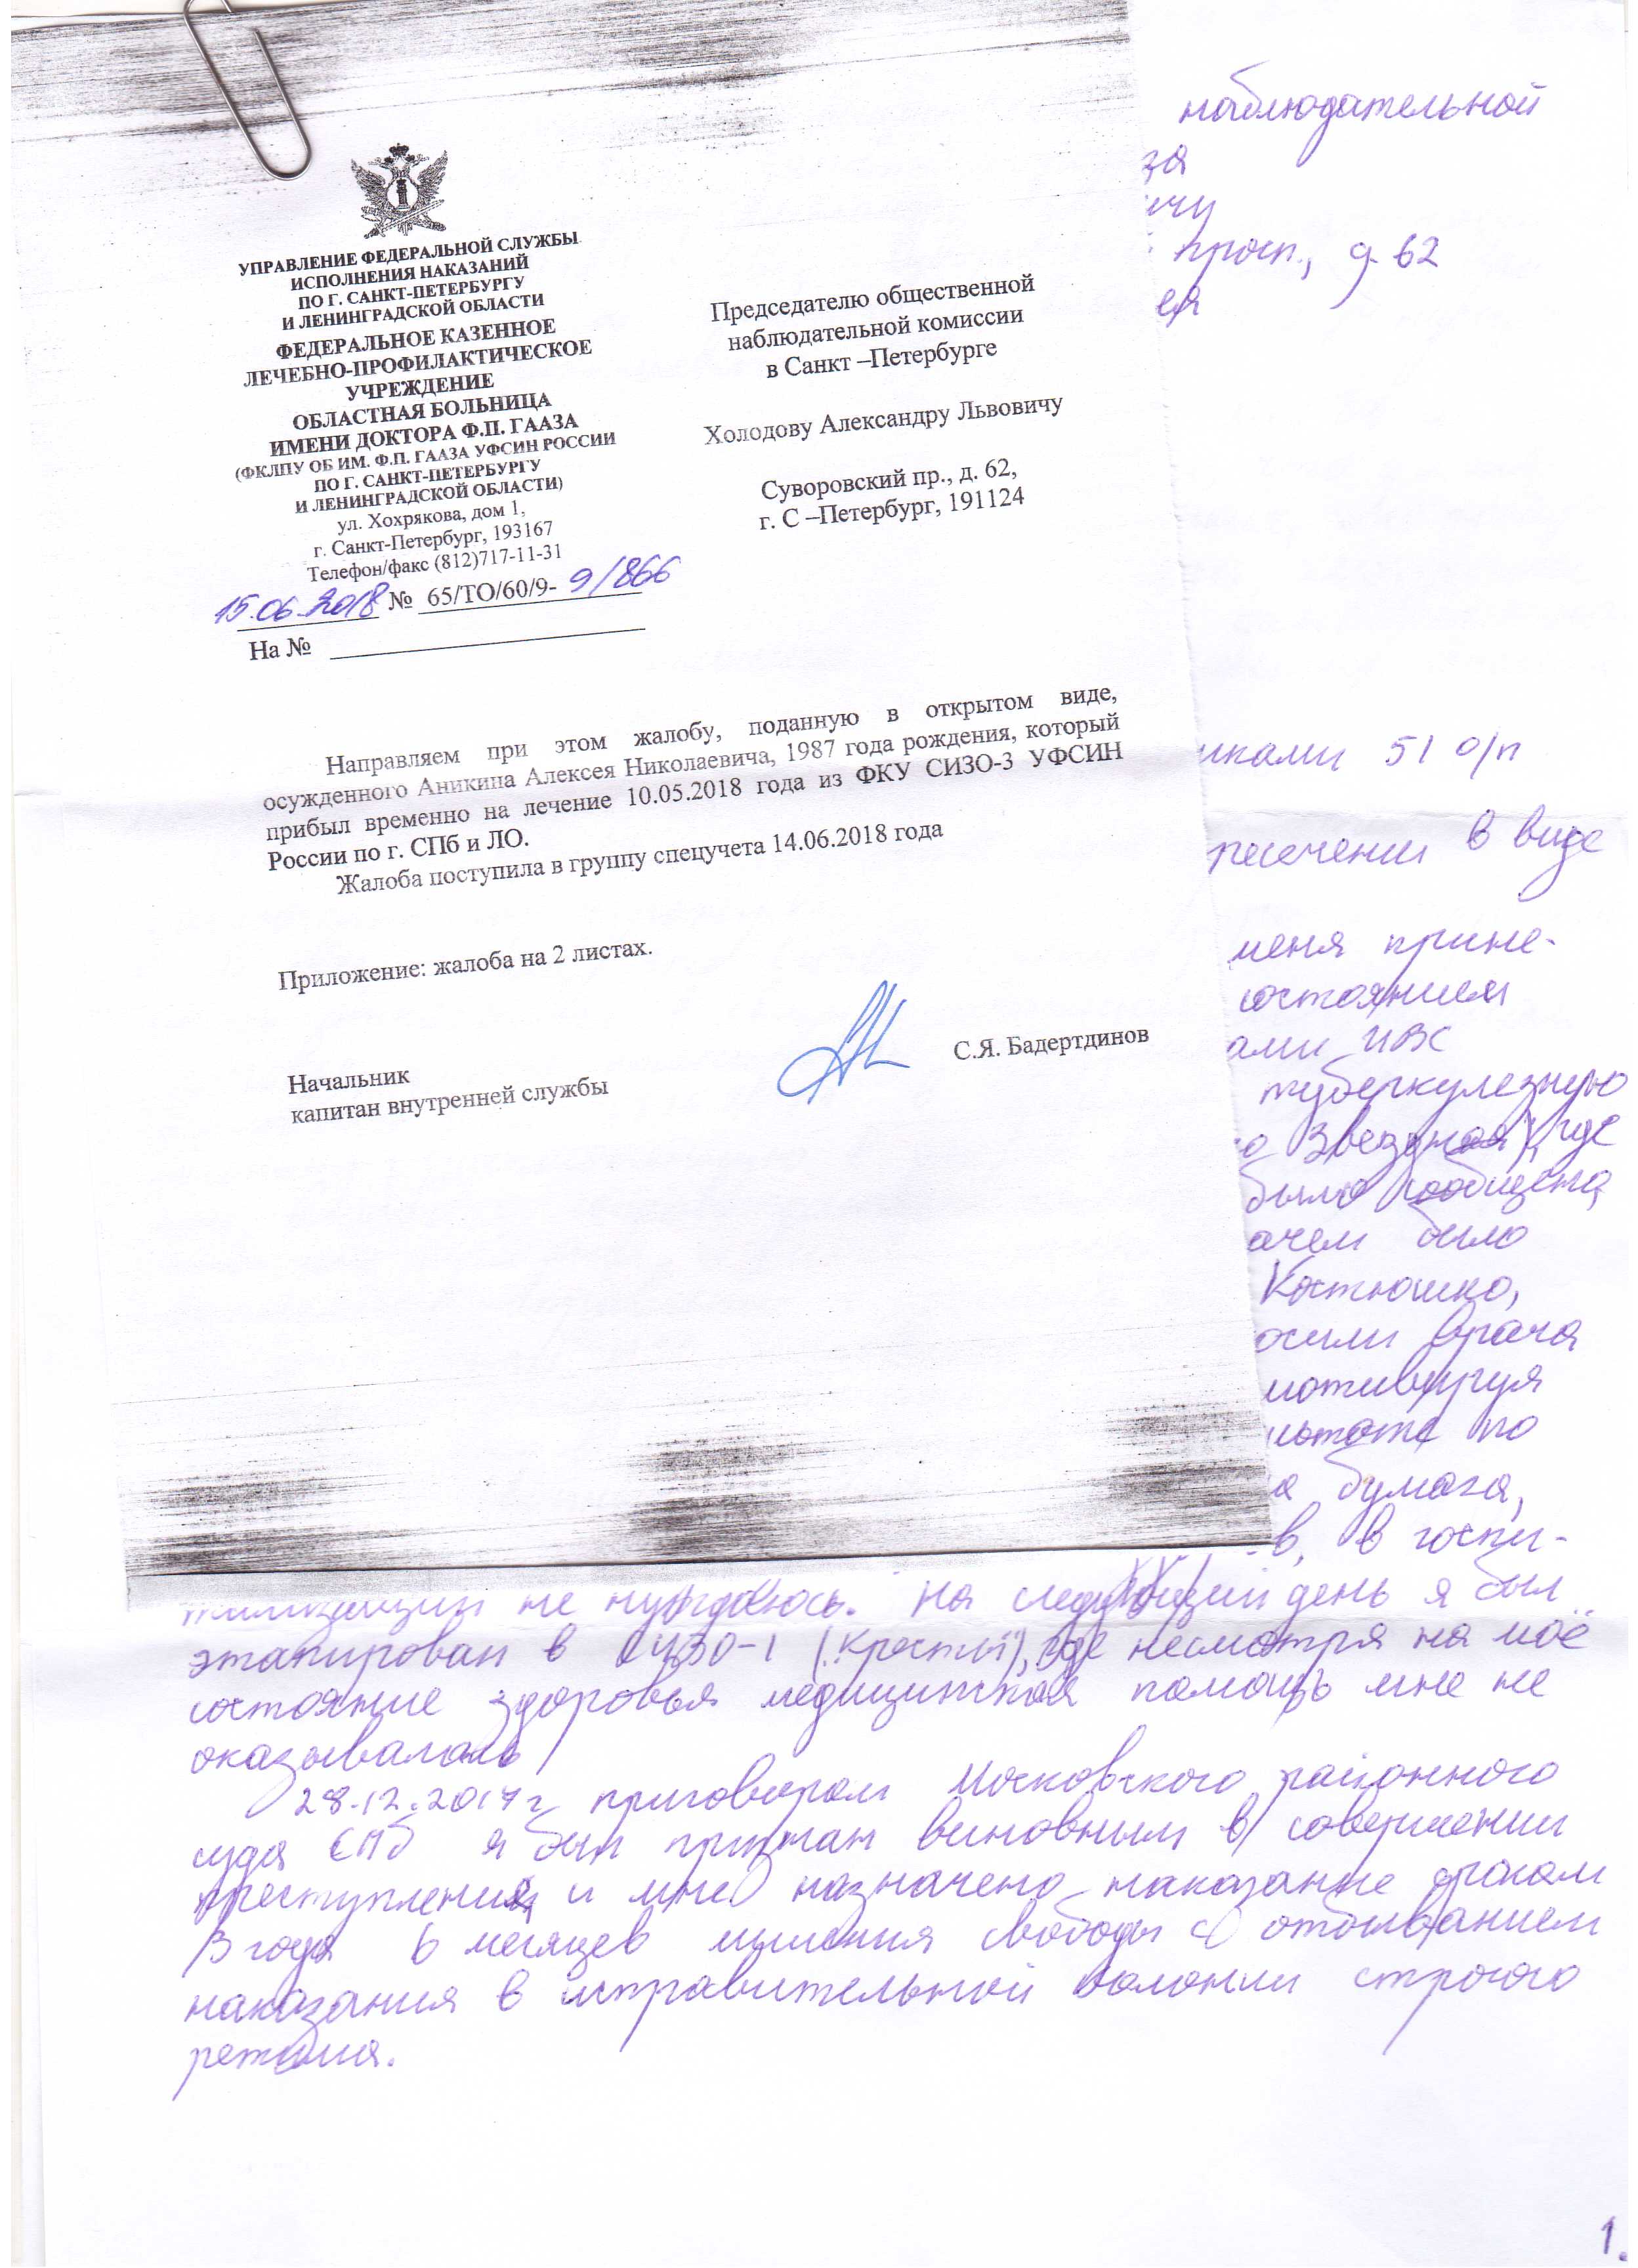 УПРАВЛЕНИЕ ФЕДЕРАЛЬНОЙ СЛУЖБЫ
ИСПОЛНЕНИЯ НАКАЗАНИЙ
ПО Г. САНКТ-ПЕТЕРБУРГУ
И ЛЕНИНГРАДСКОЙ ОБЛАСТИ
ФЕДЕРАЛЬНОЕ КАЗЕННОЕ
ЛЕЧЕБНО-ПРОФИЛАКТИЧЕСКОЕ
УЧРЕЖДЕНИЕ
ОБЛАСТНАЯ БОЛЬНИЦА
ИМЕНИ ДОКТОРА Ф.П. ГААЗА
(ФКЛПУ ОБ ИМ. Ф.П. ГААЗА УФСИН РОССИИ
ПО Г. САНКТ-ПЕТЕРБУРГУ
И ЛЕНИНГРАДСКОЙ ОБЛАСТИ)
ул. Хохрякова, дом 1,
г. Санкт-Петербург, 193167
Телефон/факс (812)717-11-31
15.06.2018 № 65/ТО/60/9- 9/866
На №
Председателю общественной
наблюдательной комиссии
в Санкт –Петербурге
Холодову Александру Львовичу
Суворовский пр., д. 62,
г. С –Петербург, 191124
Направляем при этом жалобу, поданную в открытом виде,
осужденного Аникина Алексея Николаевича, 1987 года рождения, который
прибыл временно на лечение 10.05.2018 года из ФКУ СИЗО-3 УФСИН
России по г. СПб и ЛО.
Жалоба поступила в группу спецучета 14.06.2018 года
Приложение: жалоба на 2 листах.
Начальник
капитан внутренней службы
С.Я. Бадертдинов
наблюдательной
за
ичу
просп., д. 62
ея
иками 51 о/п
ресечения в виде
меня прине-
состоянием
ами ИВС
туберкулезную
Звездная), где
было сообщено,
ачем было
Костюшко,
осили врача
мотивируя
по
а бумага,
в, в госпи-
тализации не нуждаюсь. На следующий день я был
этапирован в СИЗО-1 ("Кресты"), где несмотря на моё
состояние здоровья медицинская помощь мне не
оказывалась
28.12.2017г приговором Московского районного
суда СПб я был признан виновным в совершении
преступления, и мне назначено наказание сроком
3 года 6 месяцев лишения свободы с отбыванием
наказания в исправительной колонии строгого
режима.
1.